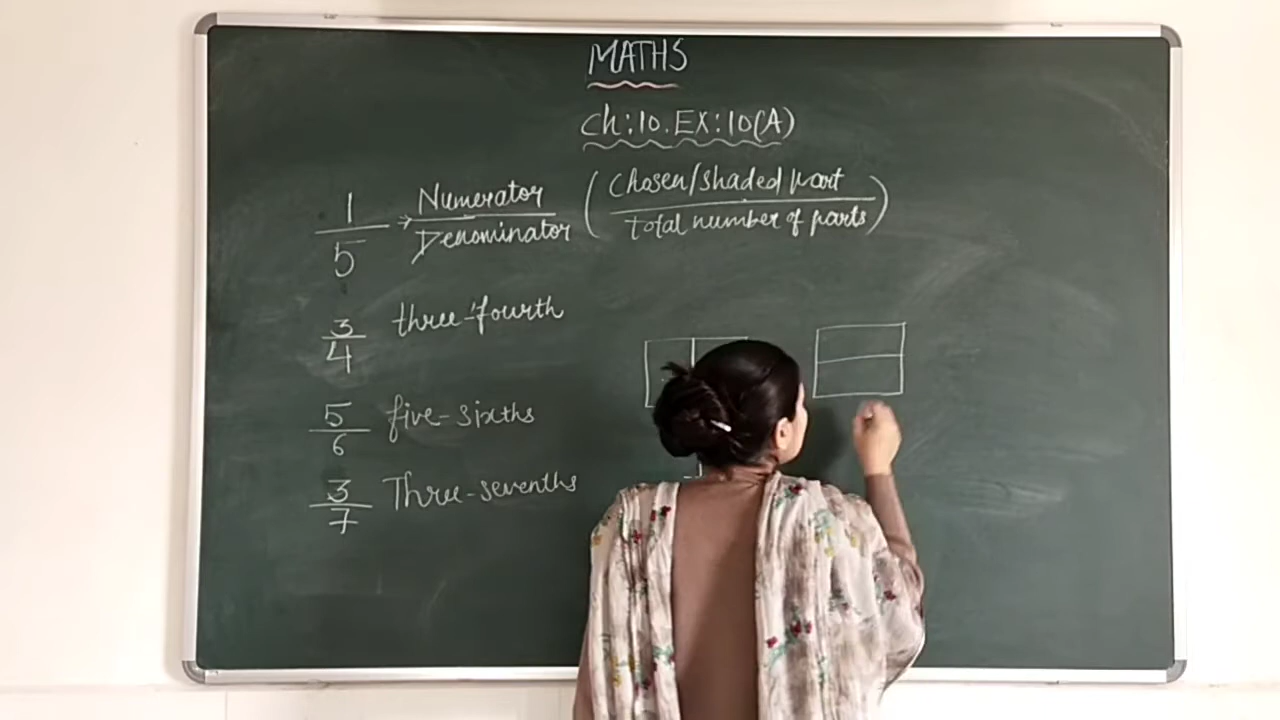 MATHS
Ch:10. EX:10(A)
1/5 → Numerator/Denominator (Chosen/shaded part/Total number of parts)
3/4 three-fourth
5/6 five-sixths
3/7 Three-sevenths